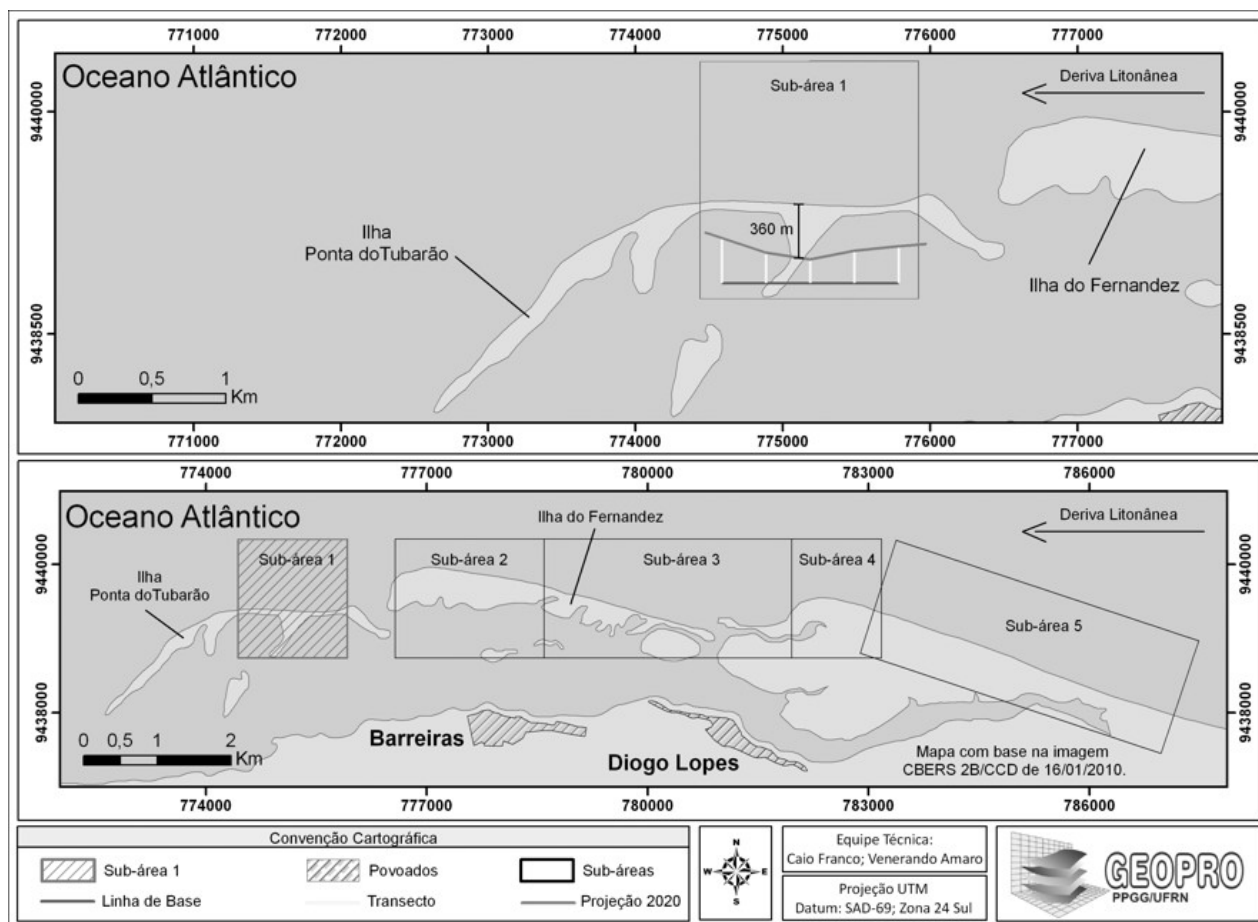 771000 772000 773000 774000 775000 776000 777000
Oceano Atlântico
Sub-área 1
Deriva Litonânea
9440000
9440000
360 m
Ilha
Ponta doTubarão
Ilha do Fernandez
9438500
9438500
0 0,5 1
Km
771000 772000 773000 774000 775000 776000 777000
774000 777000 780000 783000 786000
Oceano Atlântico
Ilha do Fernandez
Deriva Litonânea
9440000
9440000
Sub-área 1
Sub-área 2
Sub-área 3
Sub-área 4
Ilha
Ponta doTubarão
Sub-área 5
9438000
9438000
Barreiras
Diogo Lopes
0 0,5 1 2
Km
Mapa com base na imagem
CBERS 2B/CCD de 16/01/2010.
774000 777000 780000 783000 786000
Convenção Cartográfica
Sub-área 1
Povoados
Sub-áreas
Linha de Base
Transecto
Projeção 2020
N
W E
S
Equipe Técnica:
Caio Franco; Venerando Amaro
Projeção UTM
Datum: SAD-69; Zona 24 Sul
GEOPRO
PPGG/UFRN